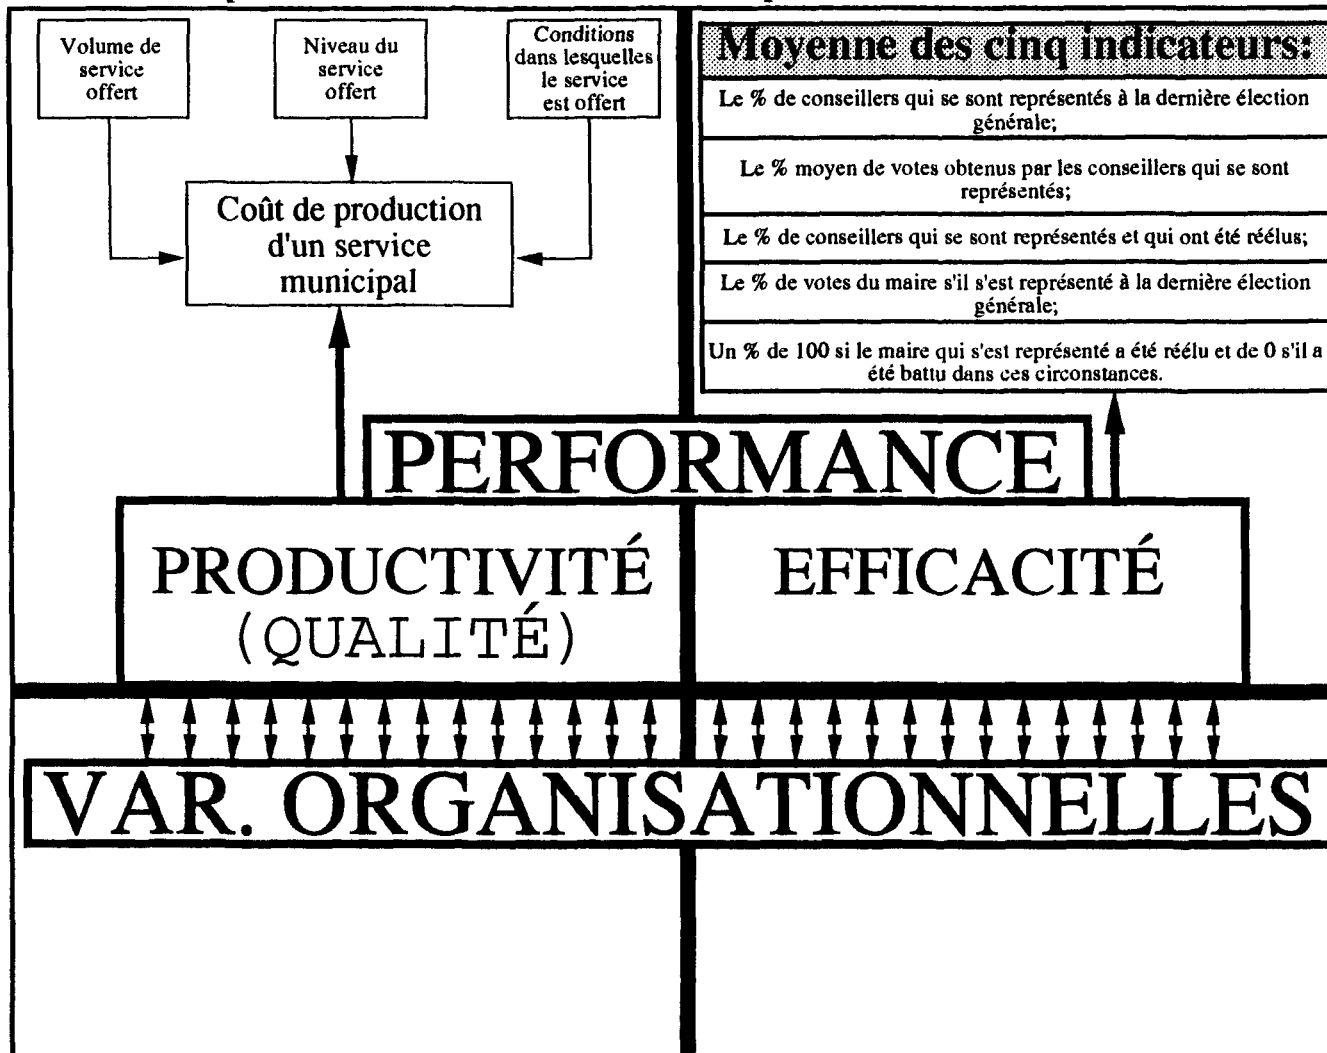 Volume de
service
offert
Niveau du
service
offert
Conditions
dans lesquelles
le service
est offert
Coût de production
d'un service
municipal
Moyenne des cinq indicateurs:
Le % de conseillers qui se sont représentés à la dernière élection
générale;
Le % moyen de votes obtenus par les conseillers qui se sont
représentés;
Le % de conseillers qui se sont représentés et qui ont été réélus;
Le % de votes du maire s'il s'est représenté à la dernière élection
générale;
Un % de 100 si le maire qui s'est représenté a été réélu et de 0 s'il a
été battu dans ces circonstances.
PERFORMANCE
PRODUCTIVITÉ
(QUALITÉ)
EFFICACITÉ
VAR. ORGANISATIONNELLES